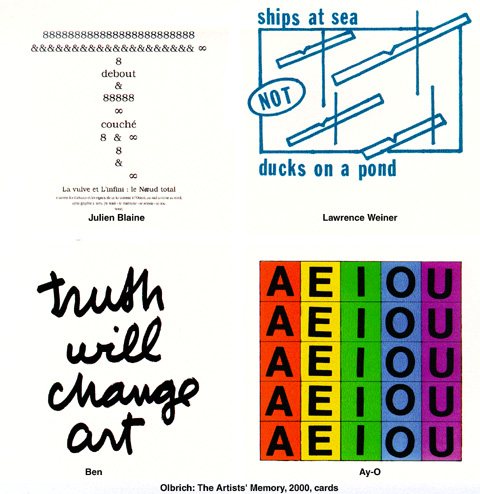 888888888888888888888888888
&&&&&&&&&&&&&&&&&&&& ∞
8
debout
&
88888
∞
couché
8 & ∞
8
&
∞
La vulve et L'infini : le Nœud total
Julien Blaine
ships at sea
NOT
ducks on a pond
Lawrence Weiner
truth
will
change
art
Ben
A E I O U
A E I O U
A E I O U
A E I O U
A E I O U
Ay-O
Olbrich: The Artists' Memory, 2000, cards